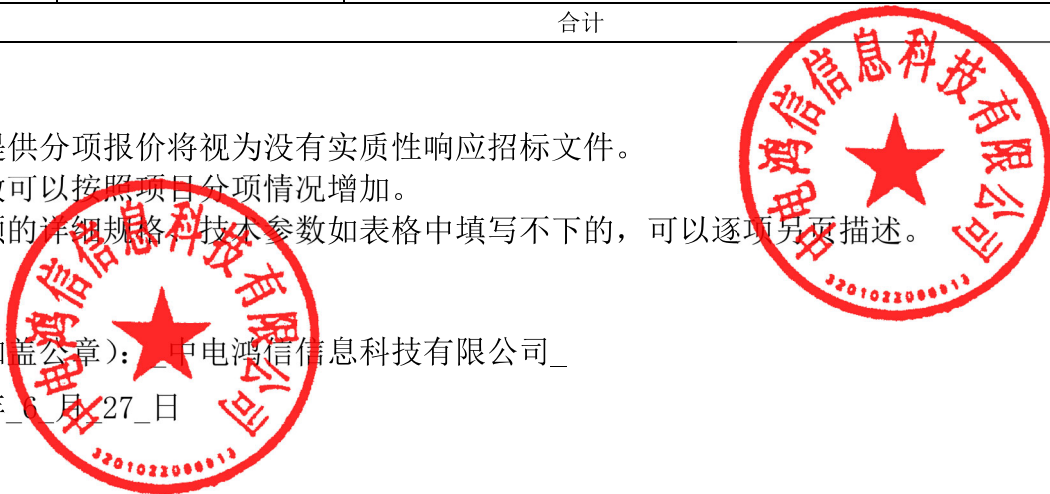 合计
提供分项报价将视为没有实质性响应招标文件。
可以按照项目分项情况增加。
的详细规格、技术参数如表格中填写不下的，可以逐项另页描述。
盖公章）：_中电鸿信信息科技有限公司_
年_6_月_27_日
中电鸿信信息科技有限公司
中电鸿信信息科技有限公司